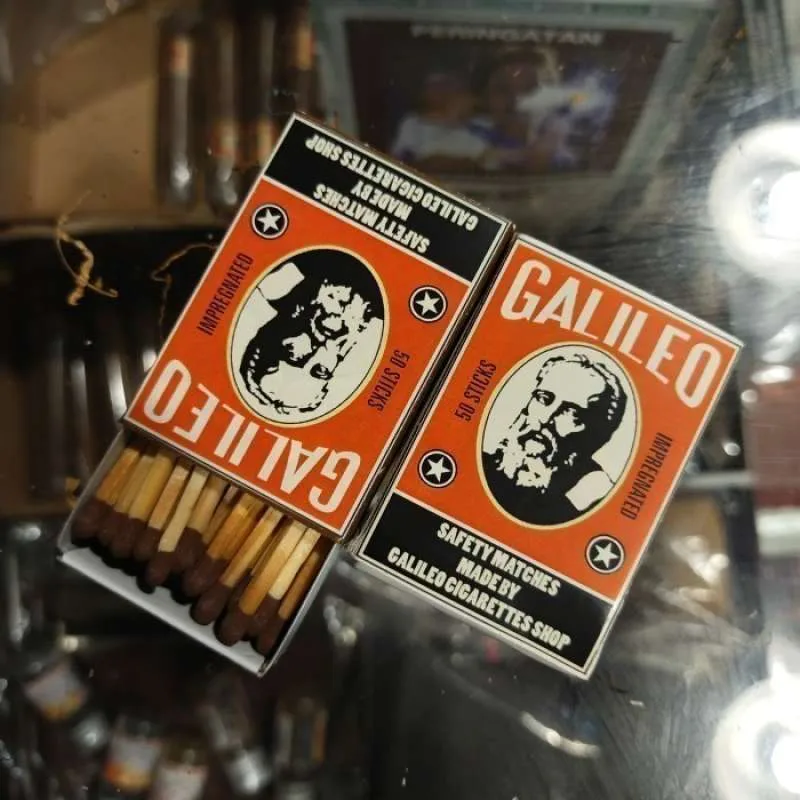 PERINGATAN
SAFETY MATCHES
MADE BY
GALILEO CIGARETTES SHOP
IMPREGNATED
50 STICKS
GALILEO
GALILEO
50 STICKS
IMPREGNATED
SAFETY MATCHES
MADE BY
GALILEO CIGARETTES SHOP